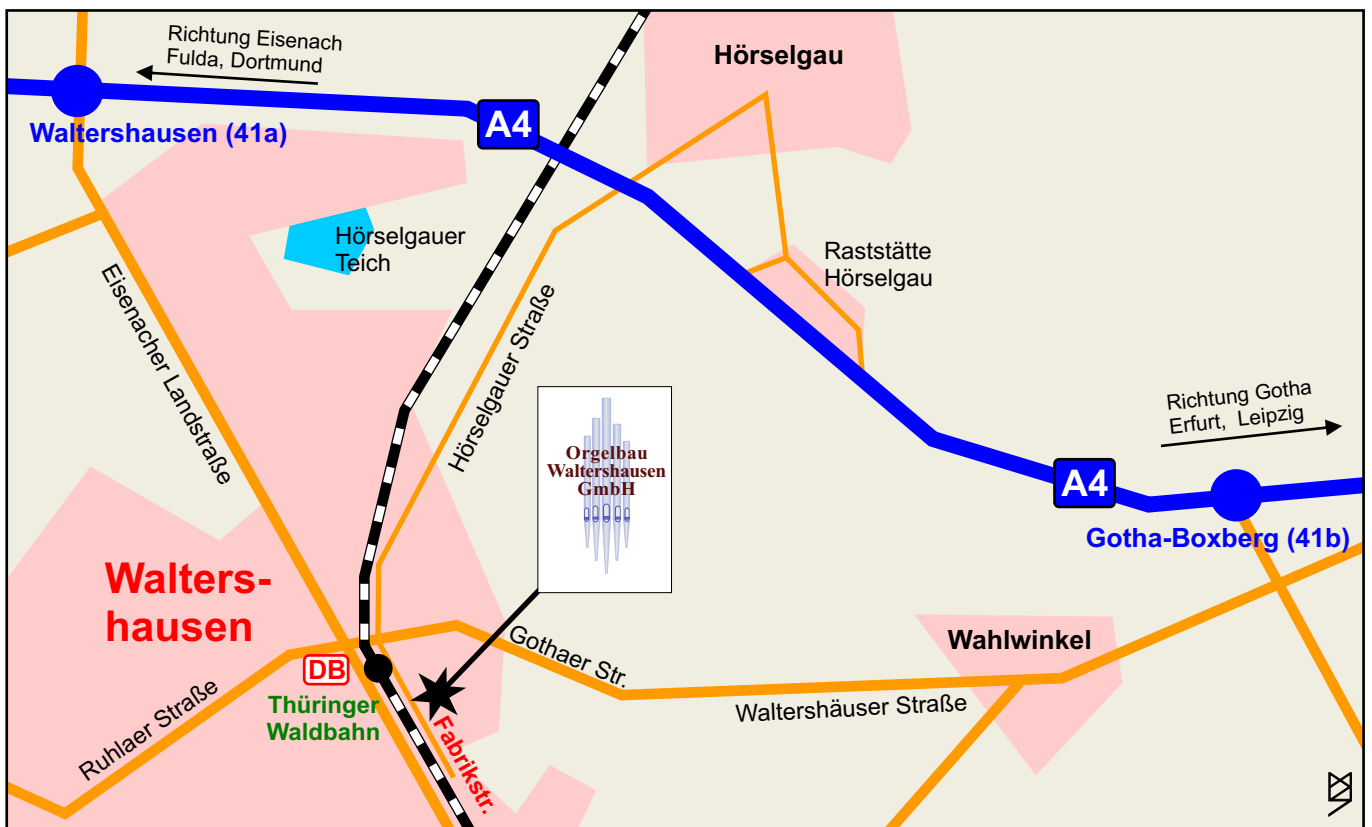 Richtung Eisenach
Fulda, Dortmund
Hörselgau
A4
Waltershausen (41a)
Hörselgauer
Teich
Raststätte
Hörselgau
Eisenacher Landstraße
Hörselgauer Straße
Richtung Gotha
Erfurt, Leipzig
Orgelbau
Waltershausen
GmbH
A4
Gotha-Boxberg (41b)
Walters-
hausen
Wahlwinkel
Gothaer Str.
DB
Thüringer
Waldbahn
Ruhlaer Straße
Waltershäuser Straße
Fabrikstr.